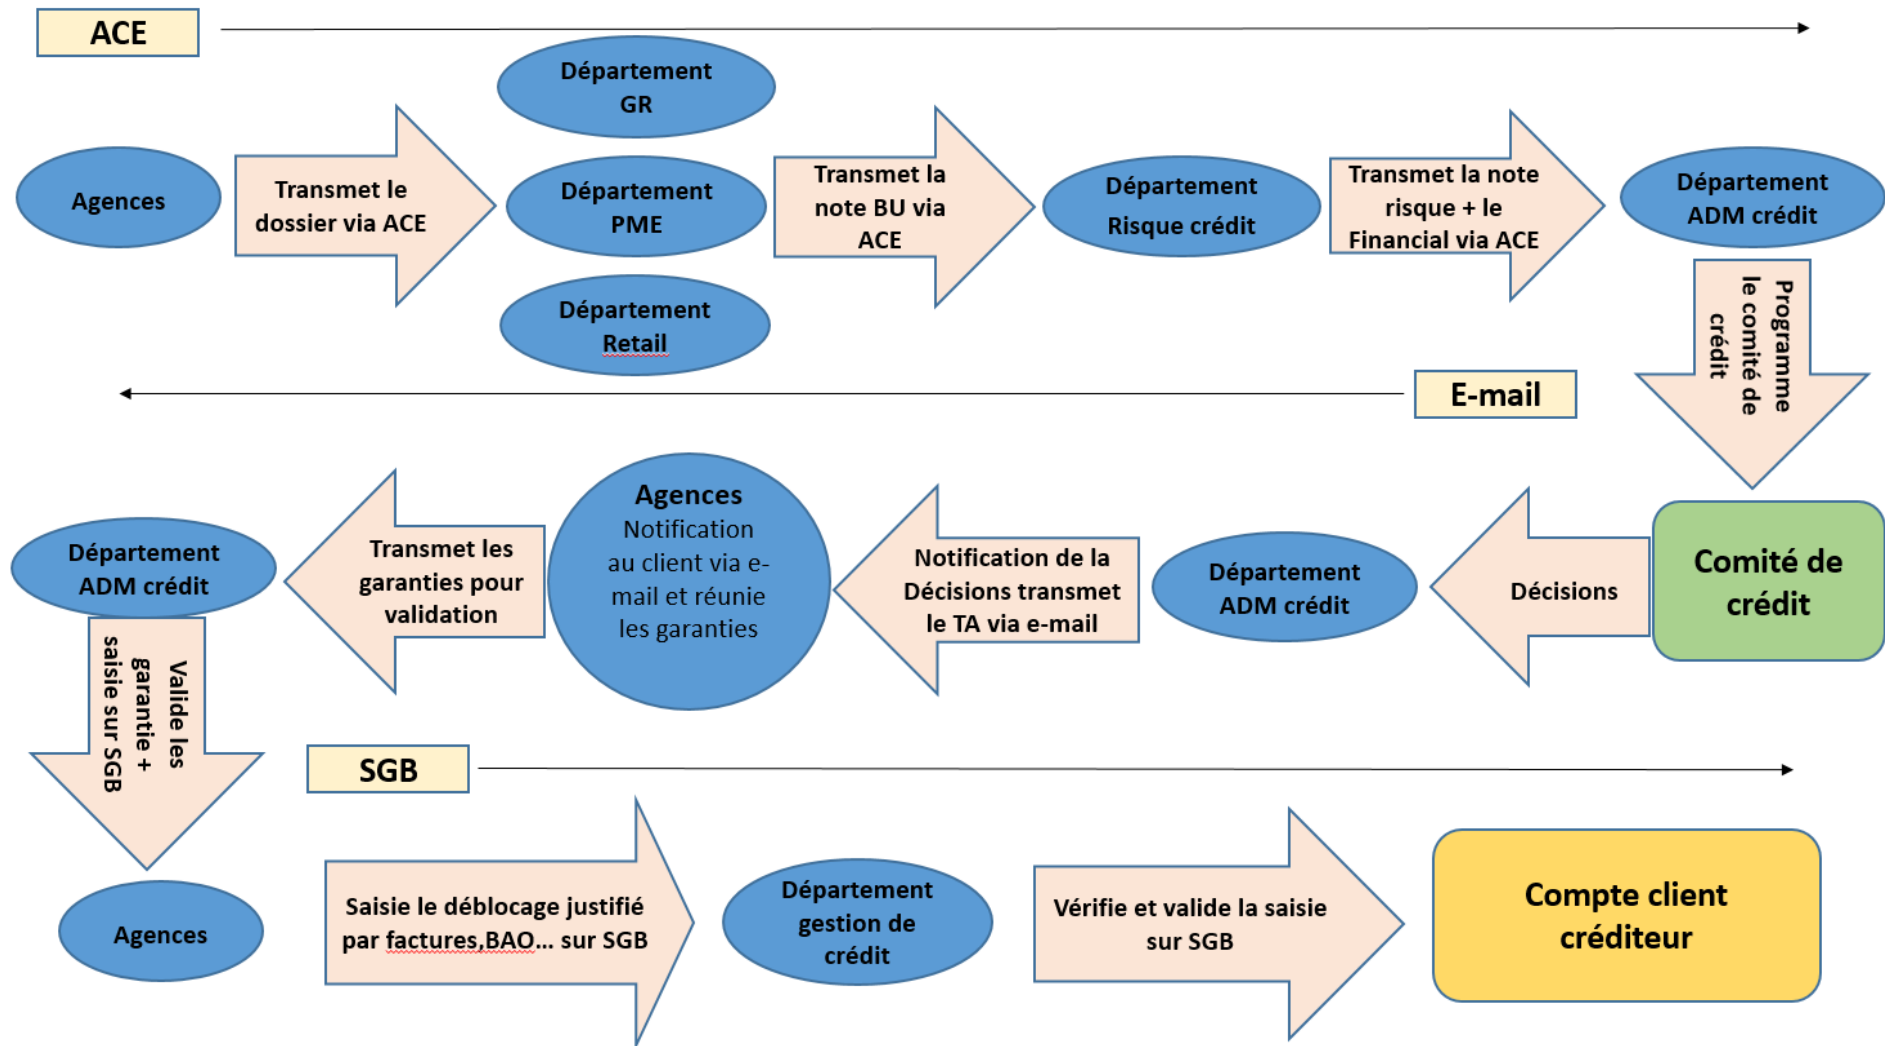 ACE
Département
GR
Agences
Transmet le
dossier via ACE
Département
PME
Département
Retail
Transmet la
note BU via
ACE
Département
Risque crédit
Transmet la note
risque + le
Financial via ACE
Département
ADM crédit
Programme
le comité de
crédit
E-mail
Comité de
crédit
Décisions
Département
ADM crédit
Notification de la
Décisions transmet
le TA via e-mail
Agences
Notification
au client via e-
mail et réunie
les garanties
Transmet les
garanties pour
validation
Département
ADM crédit
Valide les
garantie +
saisie sur SGB
SGB
Agences
Saisie le déblocage justifié
par factures,BAO... sur SGB
Département
gestion de
crédit
Vérifie et valide la saisie
sur SGB
Compte client
créditeur